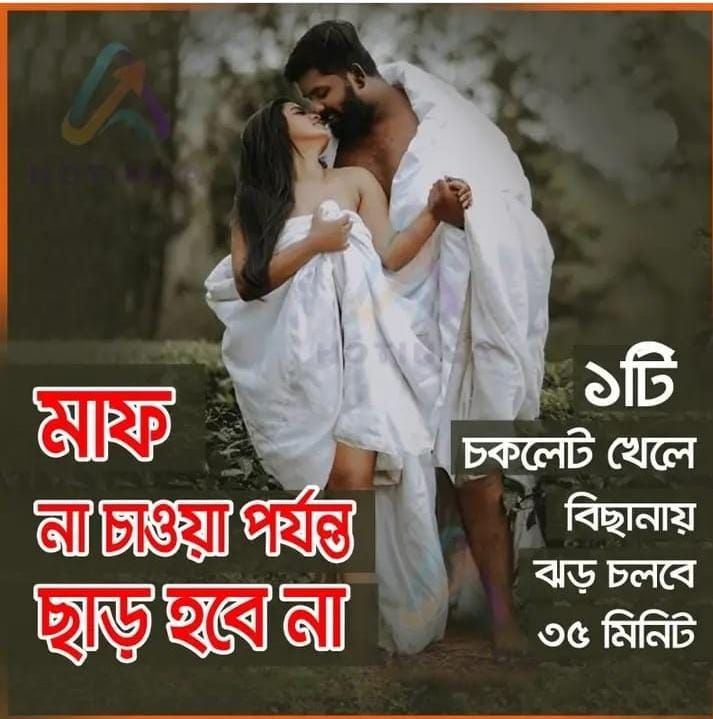 মাফ
না চাওয়া পর্যন্ত
ছাড় হবে না
১টি
চকলেট খেলে
বিছানায়
ঝড় চলবে
৩৫ মিনিট